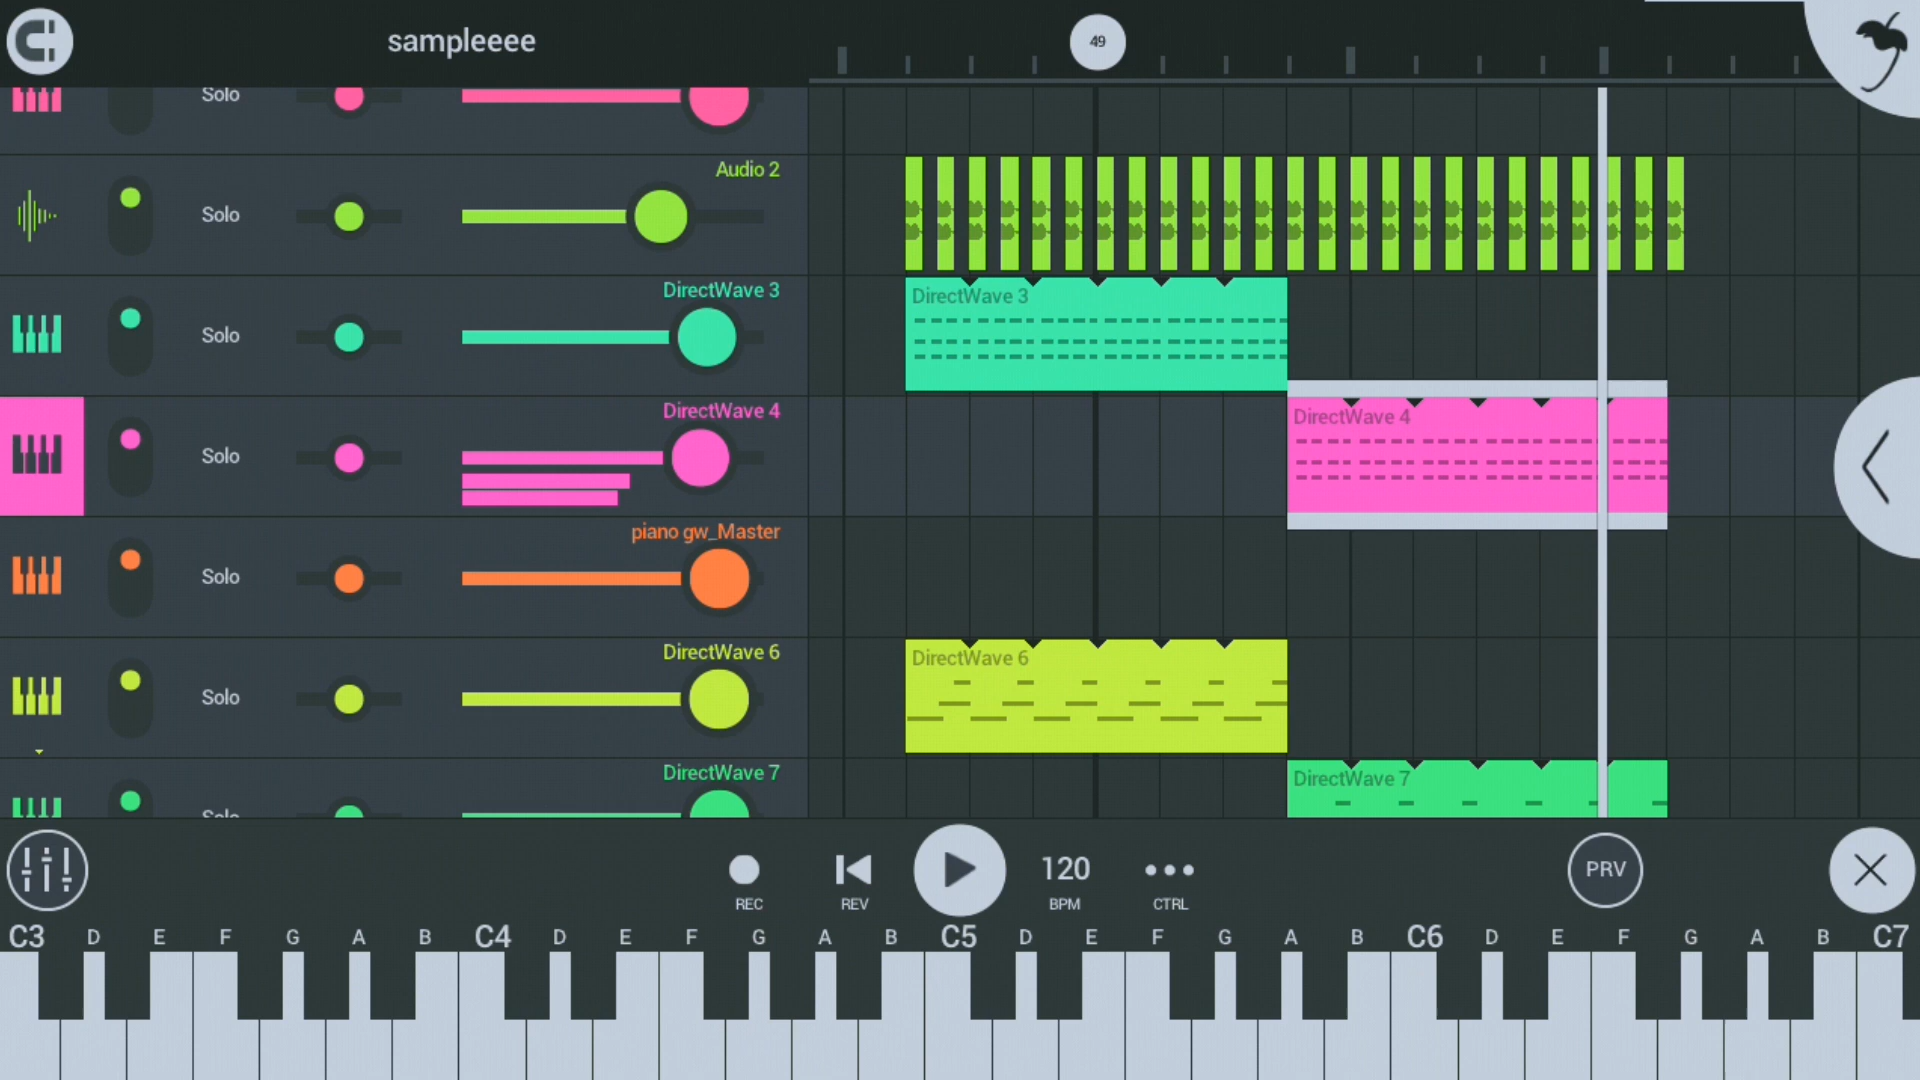 sampleeee
49
Solo
Audio 2
Solo
DirectWave 3
DirectWave 3
Solo
DirectWave 4
DirectWave 4
Solo
piano gw_Master
Solo
DirectWave 6
DirectWave 6
Solo
DirectWave 7
DirectWave 7
Solo
120
PRV
REC REV BPM CTRL
C3 D E F G A B C4 D E F G A B C5 D E F G A B C6 D E F G A B C7